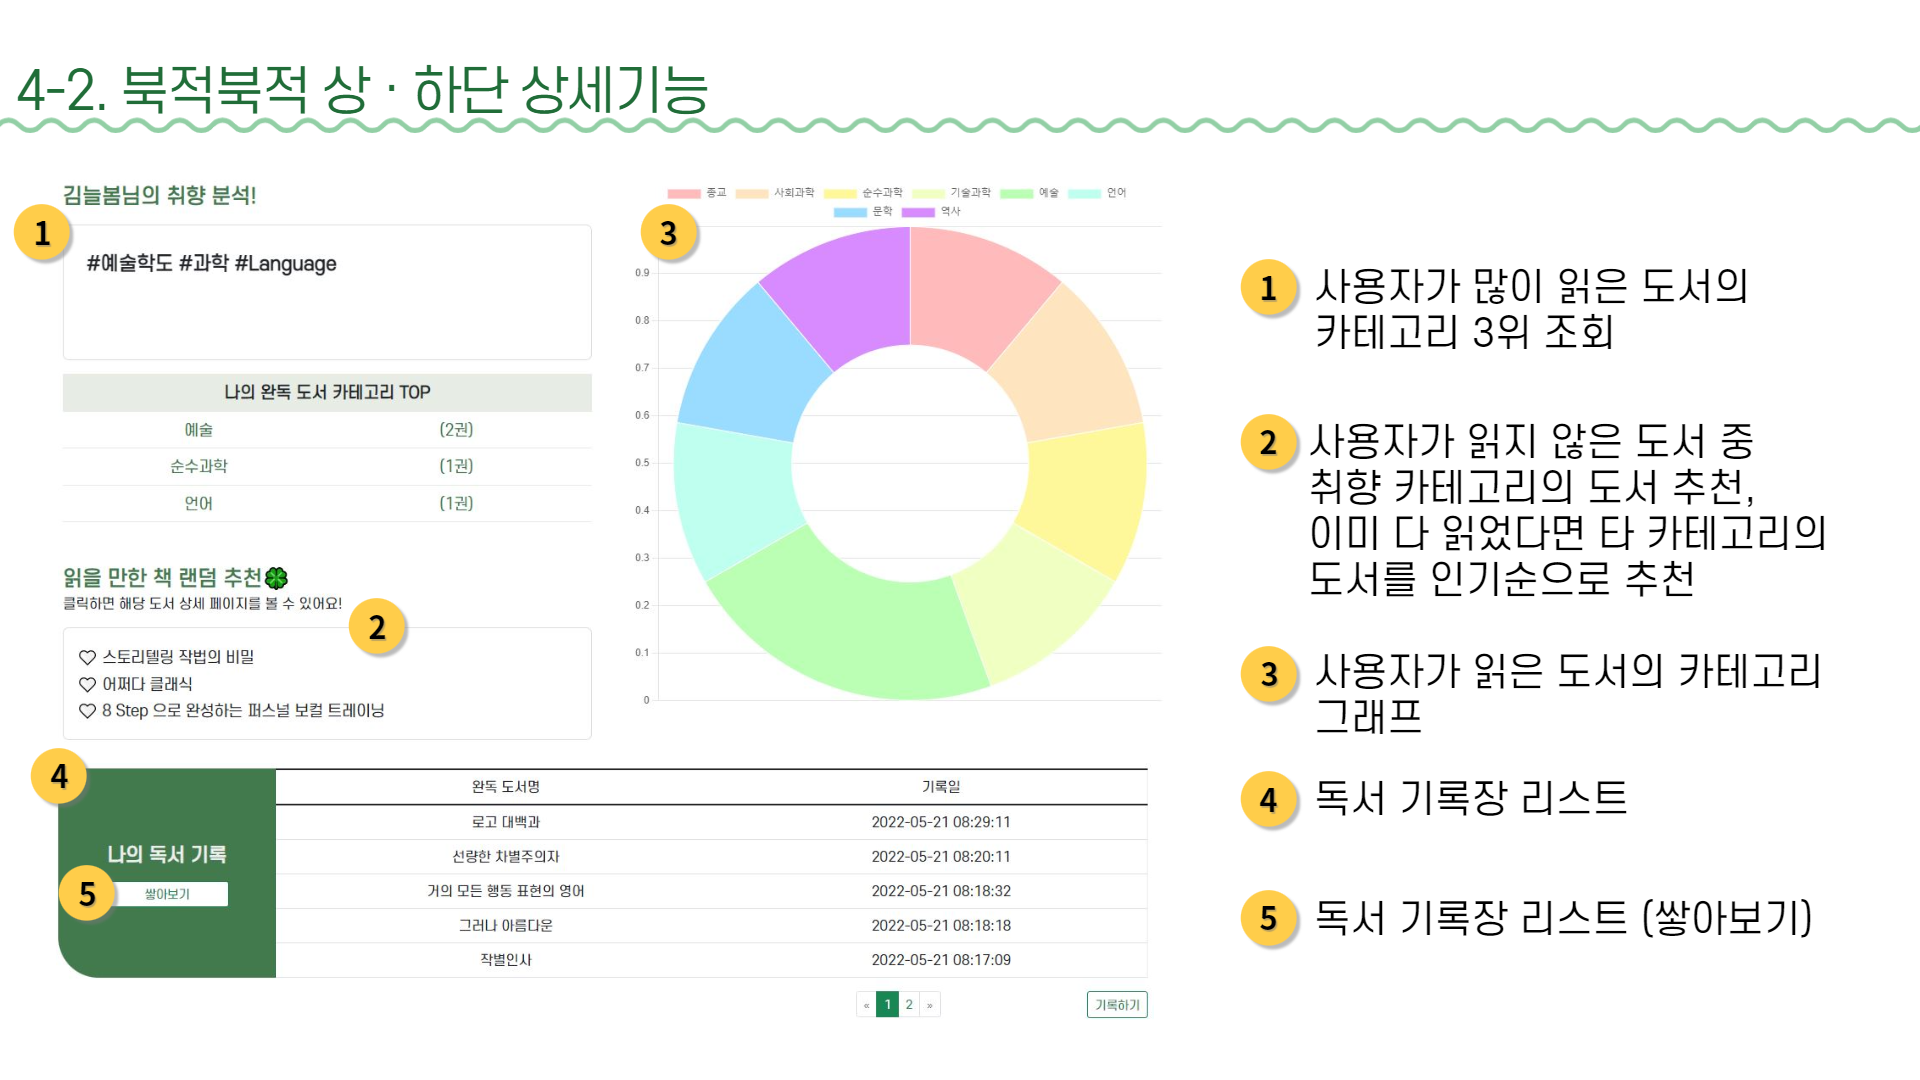 4-2. 북적북적 상 · 하단 상세기능
김늘봄님의 취향 분석!
1
#예술학도 #과학 #Language
나의 완독 도서 카테고리 TOP
예술 (2권)
순수과학 (1권)
언어 (1권)
읽을 만한 책 랜덤 추천
클릭하면 해당 도서 상세 페이지를 볼 수 있어요!
2
스토리텔링 작법의 비밀
어쩌다 클래식
8 Step 으로 완성하는 퍼스널 보컬 트레이닝
종교 사회과학 순수과학 기술과학 예술 언어
문학 역사
3
0.9
0.8
0.7
0.6
0.5
0.4
0.3
0.2
0.1
0
4
나의 독서 기록
5
쌓아보기
완독 도서명 기록일
로고 대백과 2022-05-21 08:29:11
선량한 차별주의자 2022-05-21 08:20:11
거의 모든 행동 표현의 영어 2022-05-21 08:18:32
그러나 아름다운 2022-05-21 08:18:18
작별인사 2022-05-21 08:17:09
« 1 2 »
기록하기
1 사용자가 많이 읽은 도서의
카테고리 3위 조회
2 사용자가 읽지 않은 도서 중
취향 카테고리의 도서 추천,
이미 다 읽었다면 타 카테고리의
도서를 인기순으로 추천
3 사용자가 읽은 도서의 카테고리
그래프
4 독서 기록장 리스트
5 독서 기록장 리스트 (쌓아보기)